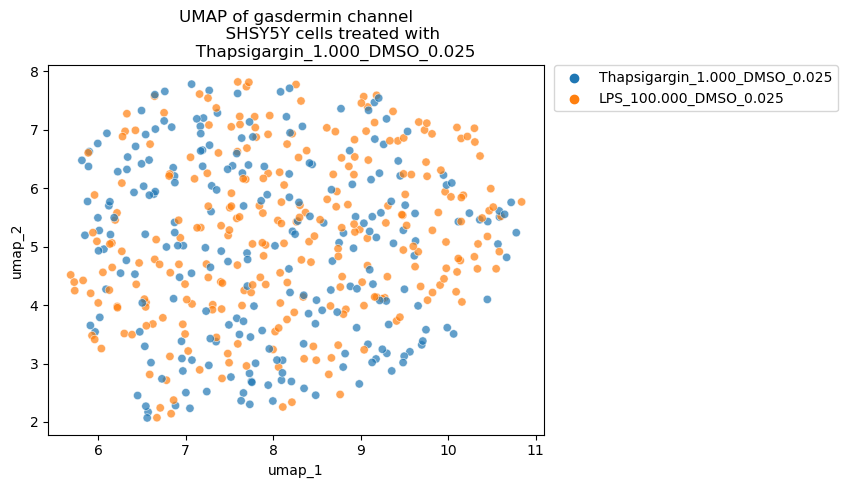 UMAP of gasdermin channel
SHSY5Y cells treated with
Thapsigargin_1.000_DMSO_0.025
Thapsigargin_1.000_DMSO_0.025
LPS_100.000_DMSO_0.025
8
7
6
5
4
3
2
umap_2
6 7 8 9 10 11
umap_1